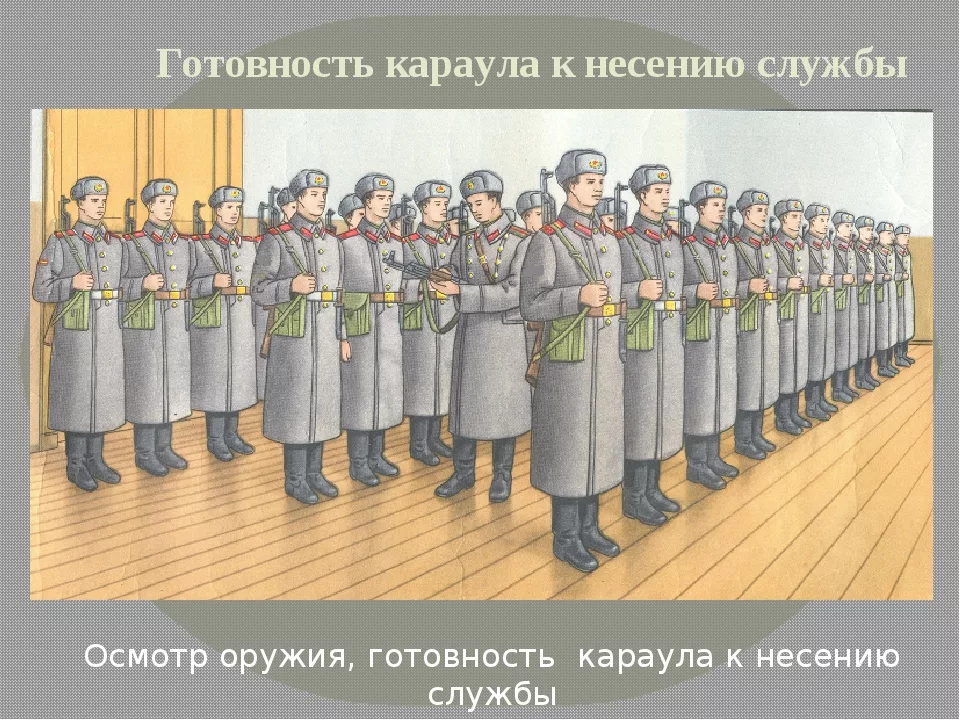 Готовность караула к несению службы
Осмотр оружия, готовность караула к несению
службы